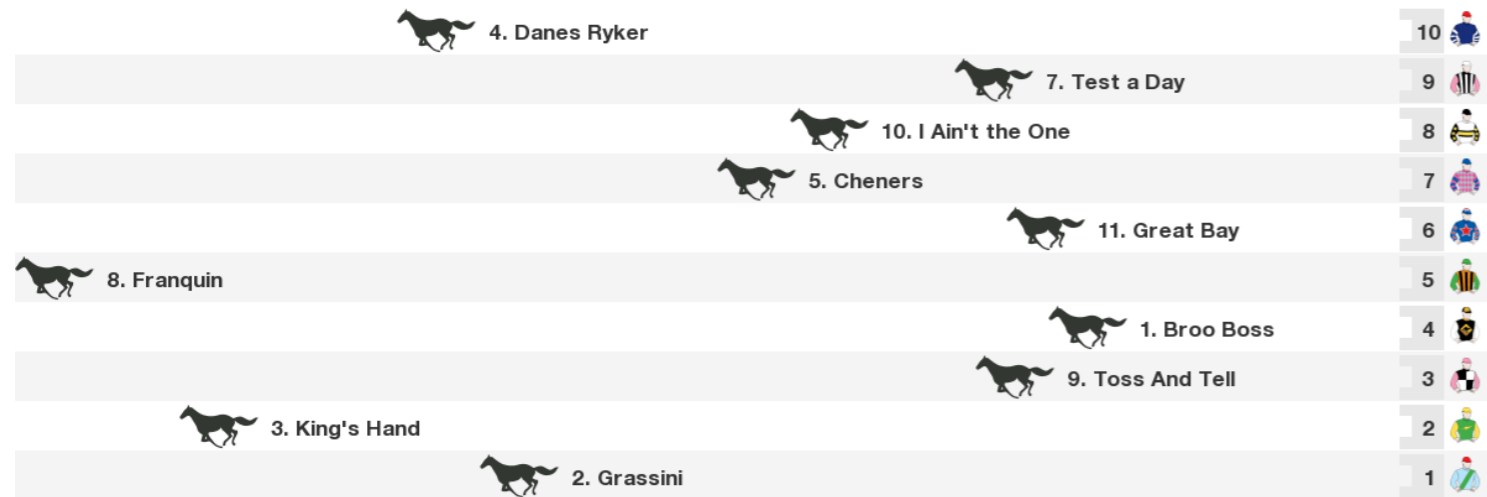 4. Danes Ryker 10
7. Test a Day 9
10. I Ain't the One 8
5. Cheners 7
11. Great Bay 6
8. Franquin 5
1. Broo Boss 4
9. Toss And Tell 3
3. King's Hand 2
2. Grassini 1